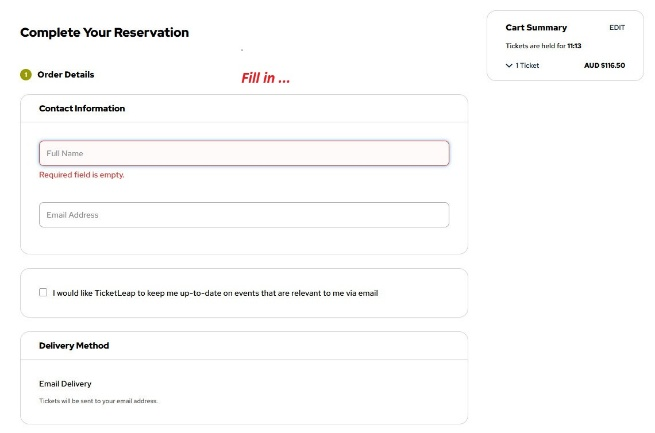 Complete Your Reservation
Cart Summary EDIT
Tickets are held for 11:13
1 Ticket AUD $116.50
1 Order Details
Fill in ...
Contact Information
Full Name
Required field is empty.
Email Address
I would like TicketLeap to keep me up-to-date on events that are relevant to me via email
Delivery Method
Email Delivery
Tickets will be sent to your email address.